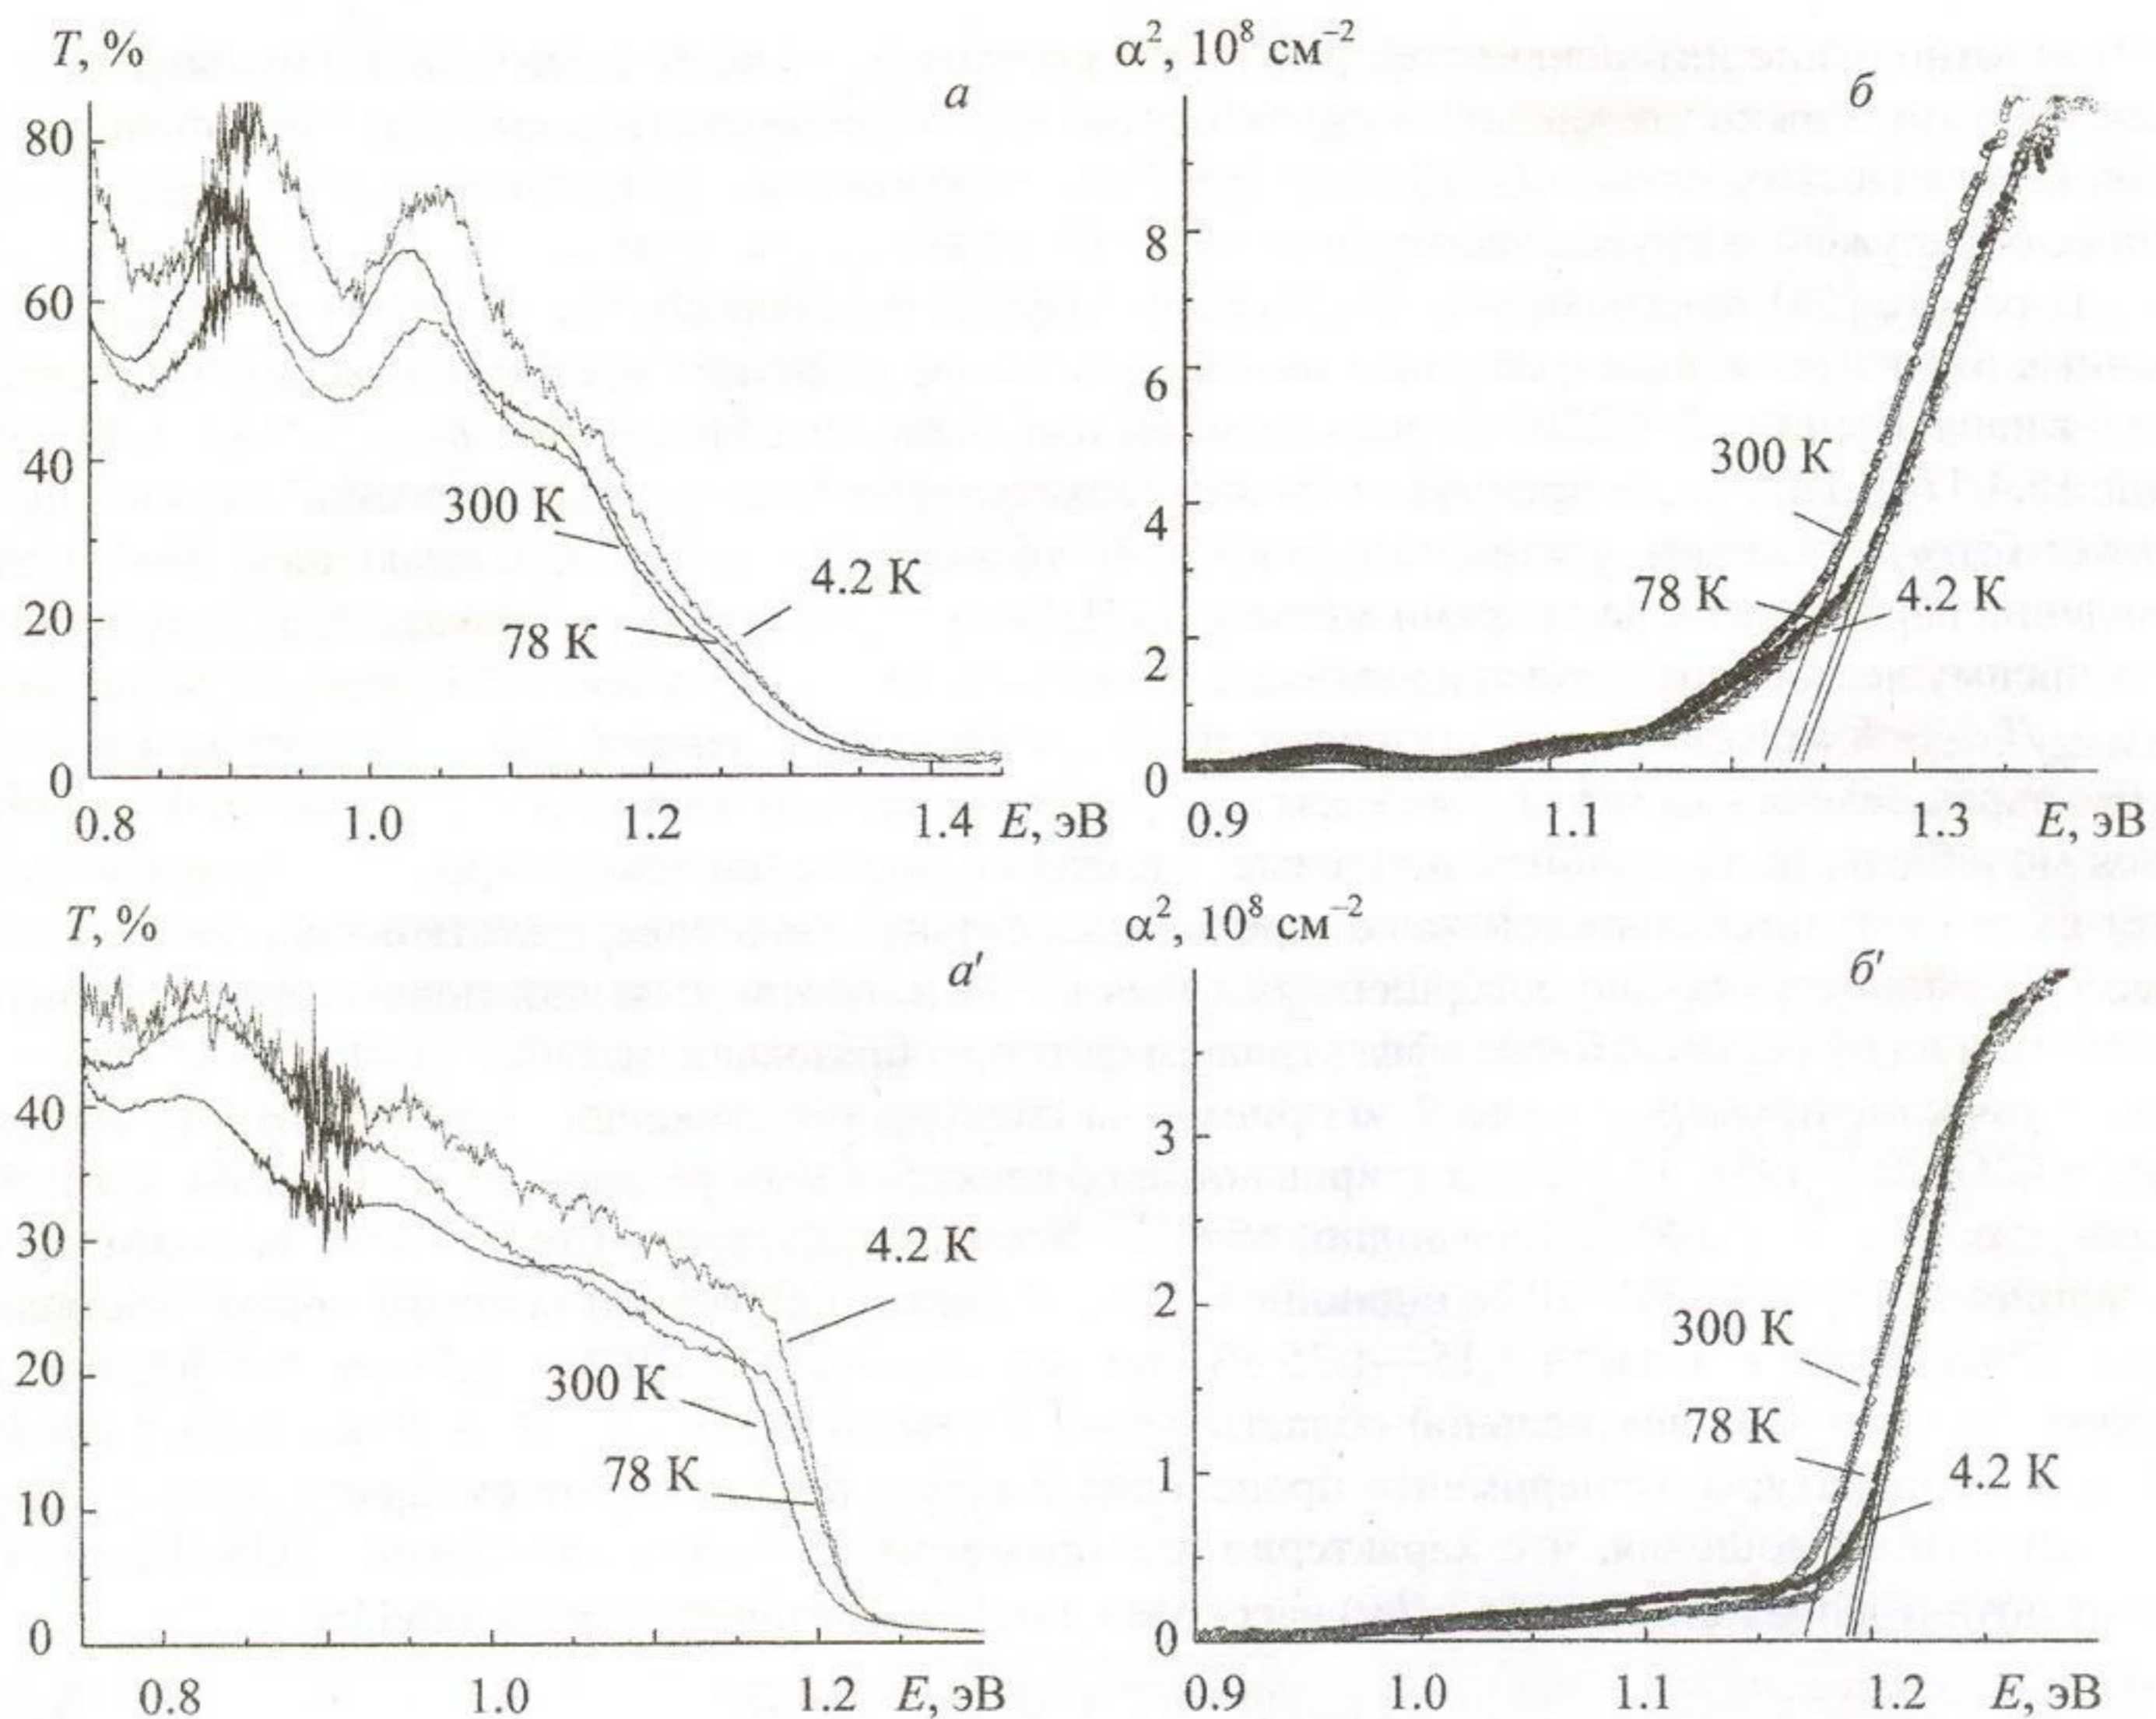 T, %
а
80
60
40
20
0
300 К
4.2 К
78 К
0.8
1.0
1.2
1.4
E, эВ
α², 10⁸ см⁻²
б
8
6
4
2
0
300 К
78 К
4.2 К
0.9
1.1
1.3
E, эВ
T, %
а′
40
30
20
10
0
4.2 К
300 К
78 К
0.8
1.0
1.2
E, эВ
α², 10⁸ см⁻²
б′
3
2
1
0
300 К
78 К
4.2 К
0.9
1.0
1.1
1.2
E, эВ